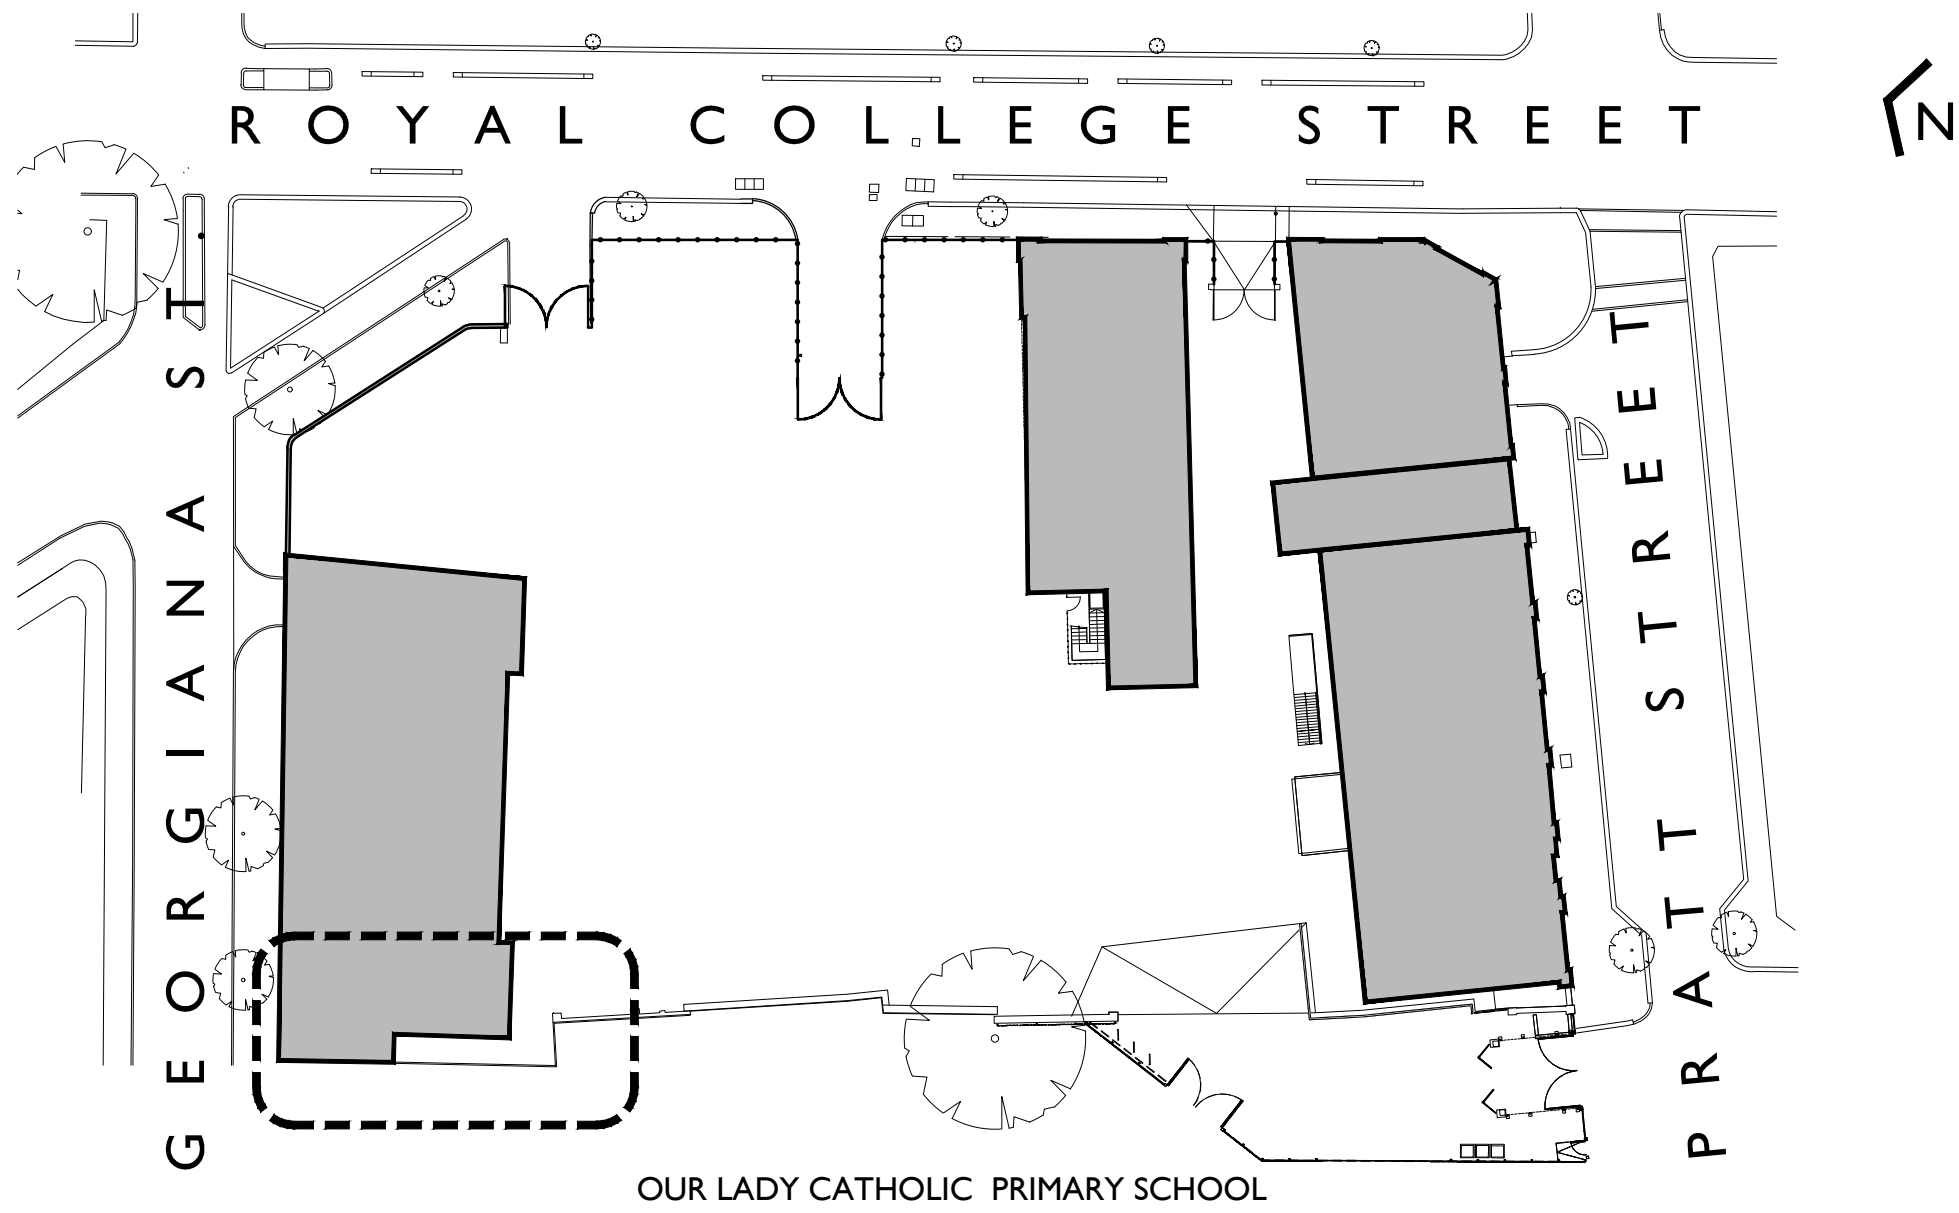 ROYAL COLLEGE STREET
N
GEORGIANA ST
PRATT STREET
OUR LADY CATHOLIC PRIMARY SCHOOL